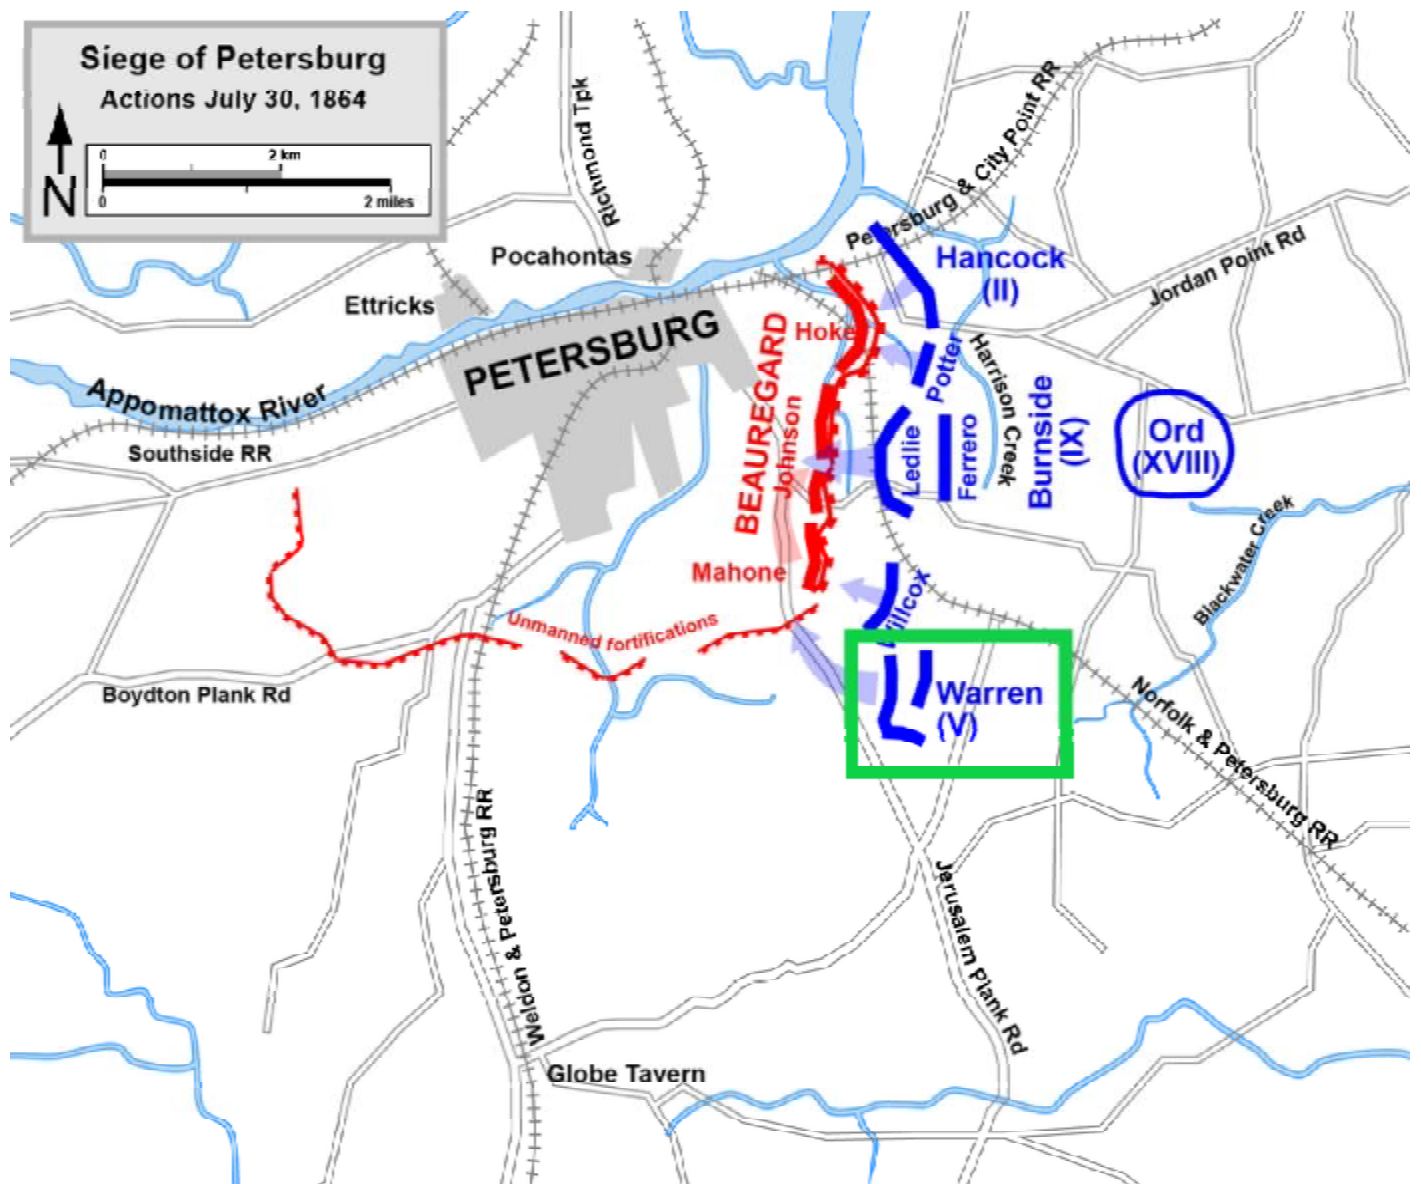 Siege of Petersburg
Actions July 30, 1864
0
2 km
N
0
2 miles
Richmond Tpk
Petersburg & City Point RR
Pocahontas
Hancock
(II)
Jordan Point Rd
Ettricks
PETERSBURG
BEAUREGARD
Hoke
Potter
Harrison Creek
Appomattox River
Burnside
(IX)
Ord
(XVIII)
Johnson
Ledlie
Ferrero
Southside RR
Blackwater Creek
Mahone
illcox
Unmanned fortifications
Boydton Plank Rd
Warren
(V)
Norfolk & Petersburg RR
Weldon & Petersburg RR
Jerusalem Plank Rd
Globe Tavern